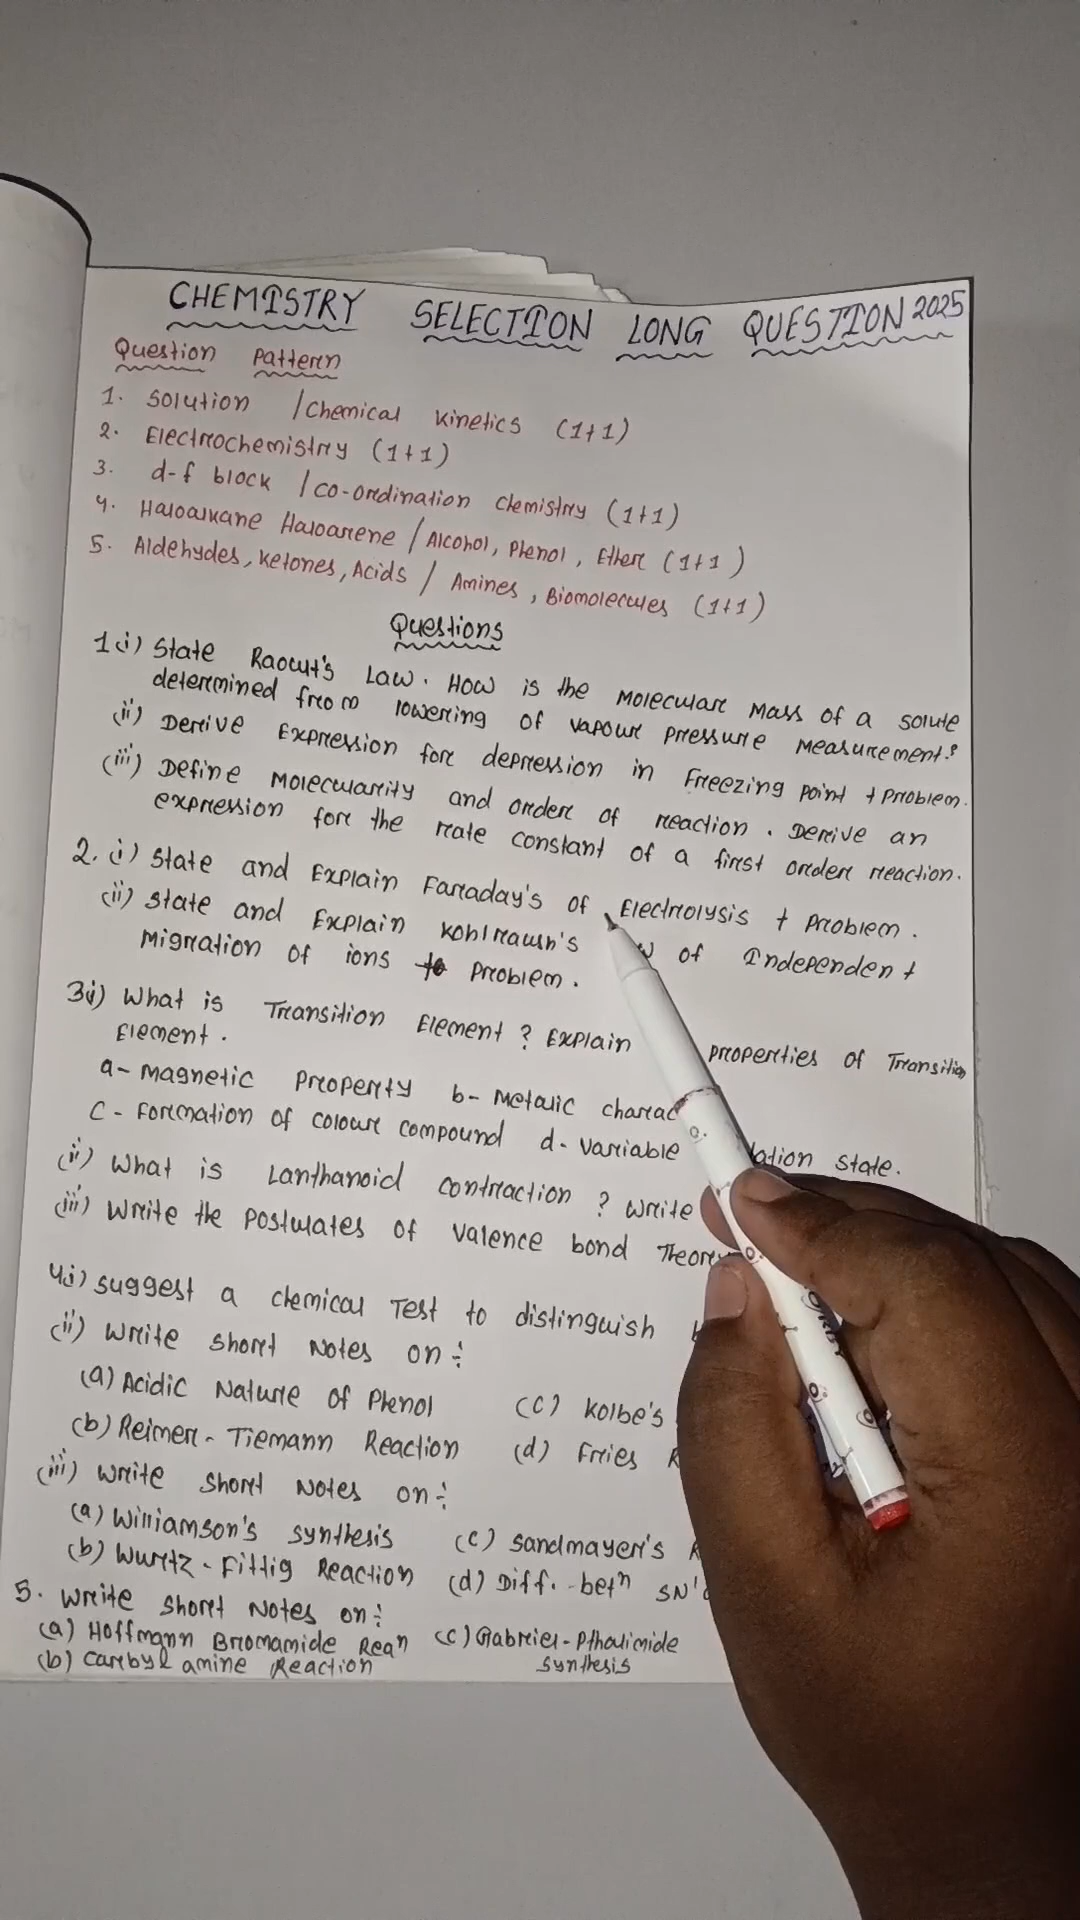 CHEMISTRY SELECTION LONG QUESTION 2025
Question Pattern
1. Solution / Chemical Kinetics (1+1)
2. Electrochemistry (1+1)
3. d-f block / co-ordination chemistry (1+1)
4. Haloalkane Haloarene / Alcohol, Phenol, Ether (1+1)
5. Aldehydes, Ketones, Acids / Amines, Biomolecules (1+1)
Questions
1 i) State Raoult's Law. How is the Molecular Mass of a solute
determined from lowering of vapour pressure measurement?
(ii) Derive Expression for depression in Freezing point + Problem.
(iii) Define Molecularity and order of reaction. Derive an
expression for the rate constant of a first order reaction.
2. i) State and Explain Faraday's of Electrolysis + Problem.
(ii) State and Explain Kohlraush's of Independent
Migration of ions + Problem.
3 i) What is Transition Element? Explain properties of Transition
Element.
a- Magnetic Property b- Metalic
c- Formation of colour compound d- variable state.
(ii) What is Lanthanoid contraction? Write
(iii) Write the postulates of valence bond Theory
4 i) Suggest a chemical Test to distinguish
(ii) Write short Notes on ÷
(a) Acidic Nature of Phenol (c) Kolbe's
(b) Reimer-Tiemann Reaction (d) Fries
(iii) Write short Notes on ÷
(a) Williamson's synthesis (c) Sandmayer's
(b) Wurtz-Fittig Reaction (d) Diff. betn SN'
5. Write short Notes on ÷
(a) Hoffmann Bromamide Rean (c) Gabriel-Pthalimide
(b) Carbyl amine Reaction synthesis